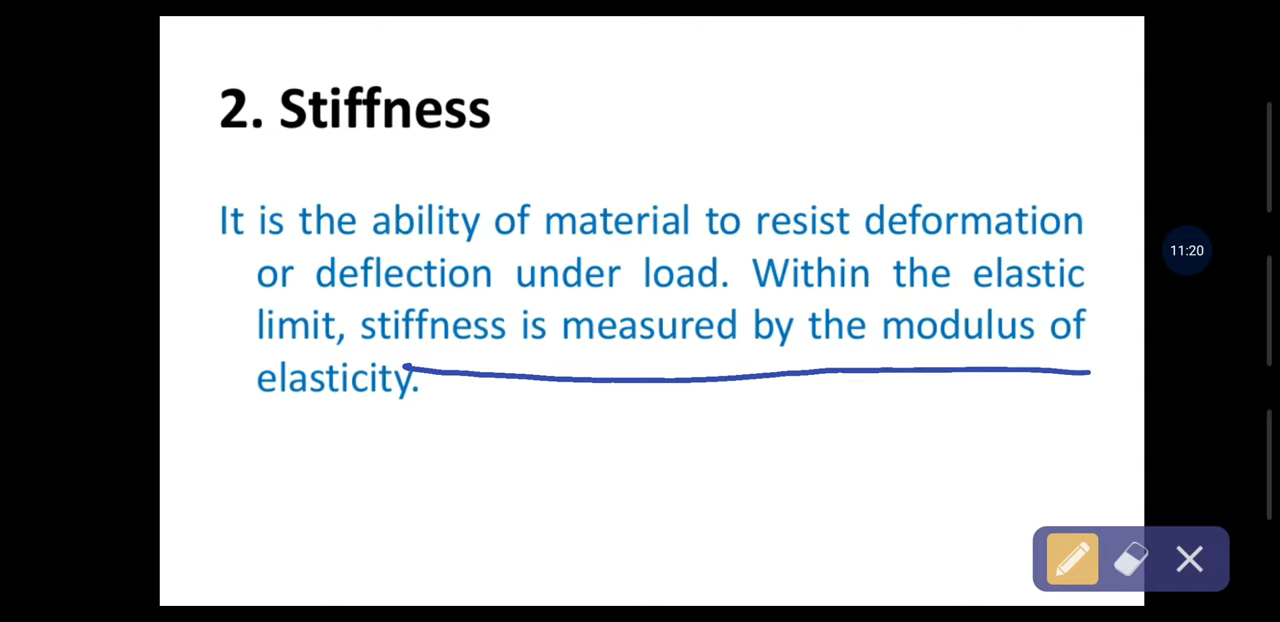 2. Stiffness
It is the ability of material to resist deformation
or deflection under load. Within the elastic
limit, stiffness is measured by the modulus of
elasticity.
11:20